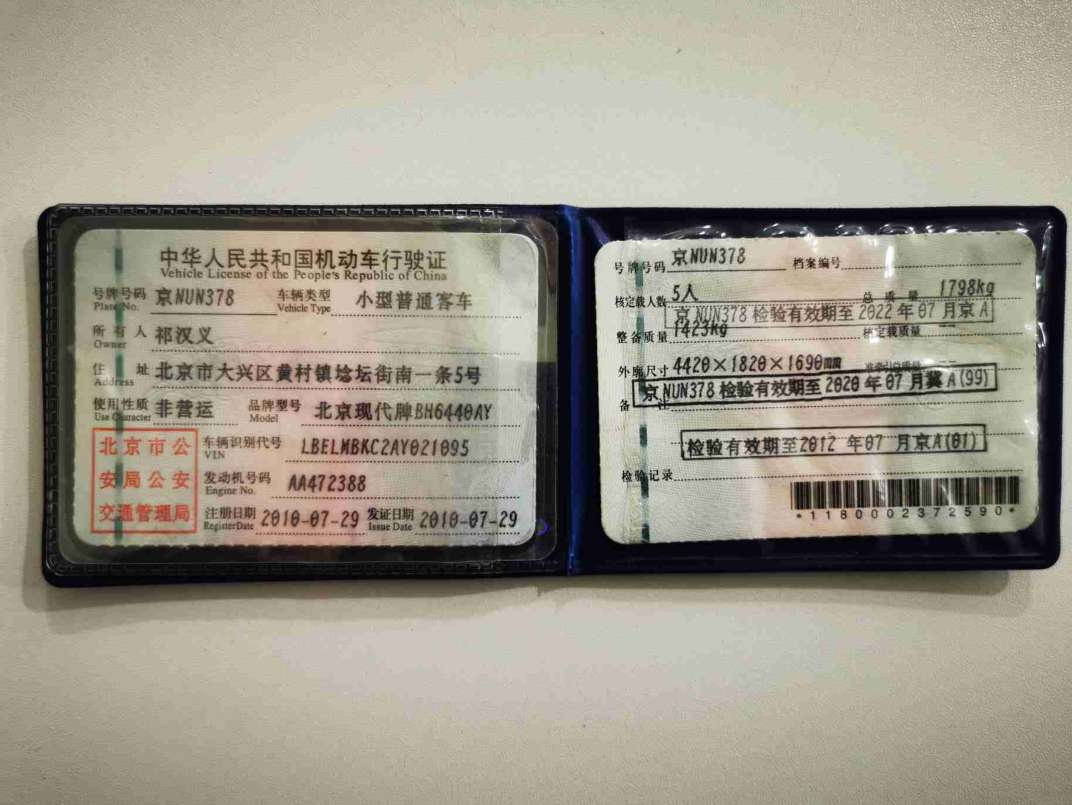 中华人民共和国机动车行驶证
Vehicle License of the People's Republic of China
号牌号码 京NUN378 车辆类型 小型普通客车
Plate No. Vehicle Type
所有人 祁汉义
Owner
住址 北京市大兴区黄村镇埝坛街南一条5号
Address
使用性质 非营运 品牌型号 北京现代牌BH6440AY
Use Character Model
北京市公
安局公安
交通管理局
车辆识别代号 LBELMBKC2AY021095
VIN
发动机号码 AA472388
Engine No.
注册日期 2010-07-29 发证日期 2010-07-29
RegisterDate Issue Date
号牌号码 京NUN378 档案编号
核定载人数 5人 总质量 1798kg
京NUN378检验有效期至2022年07月京A
整备质量 1423kg 核定载质量 --
外廓尺寸 4420×1820×1690mm 准牵引总质量 --
京NUN378检验有效期至2020年07月冀A(99)
备注
检验有效期至2012年07月京A(01)
检验记录
*1180002372590*